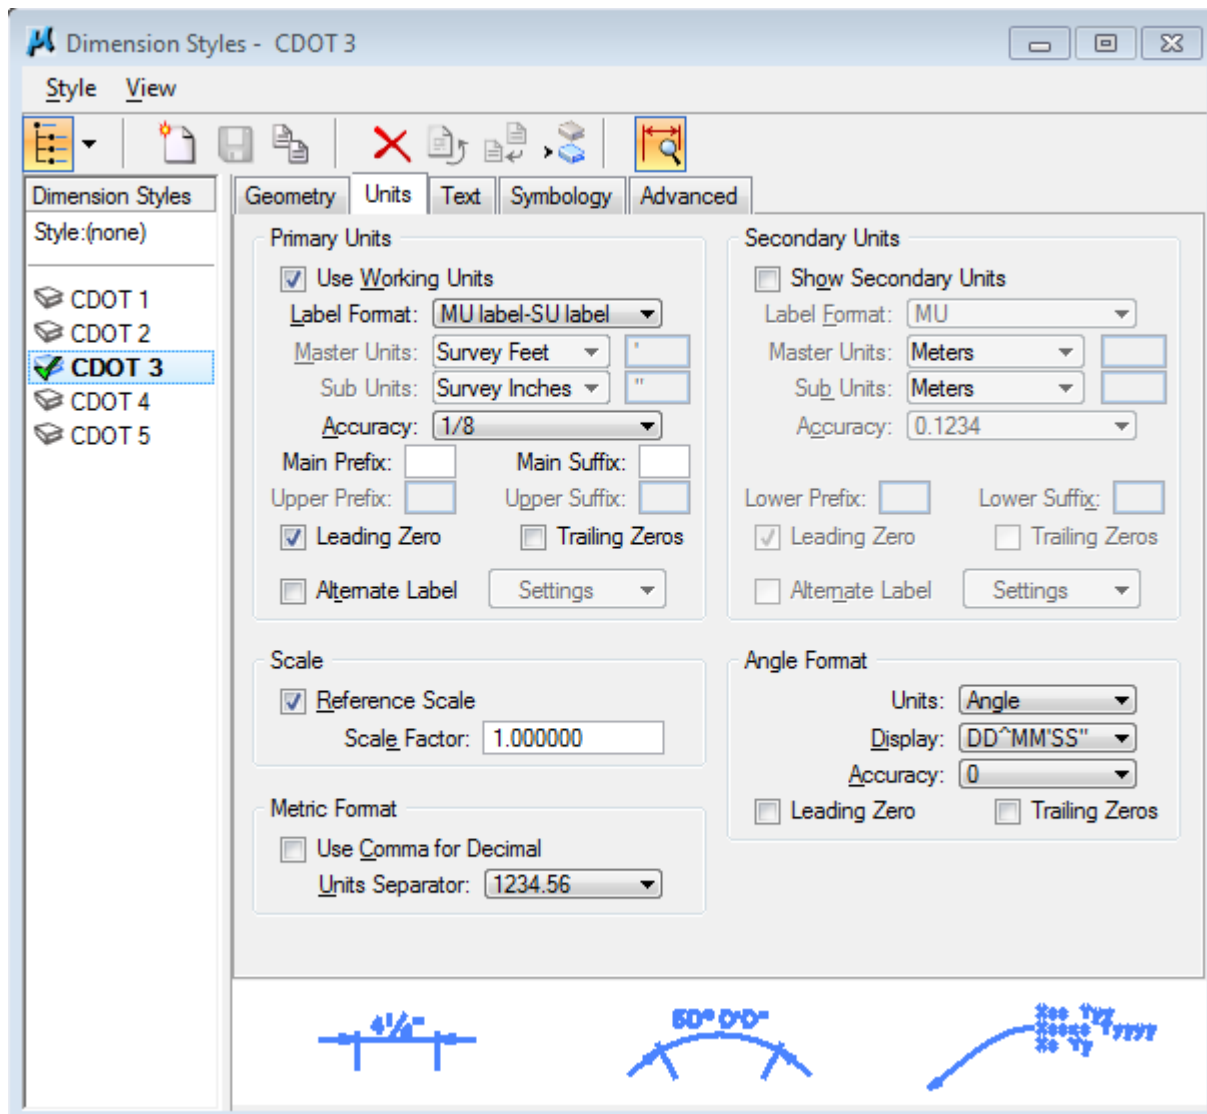 Dimension Styles - CDOT 3
Style View
Dimension Styles
Style:(none)
CDOT 1
CDOT 2
CDOT 3
CDOT 4
CDOT 5
Geometry Units Text Symbology Advanced
Primary Units
Use Working Units
Label Format: MU label-SU label
Master Units: Survey Feet '
Sub Units: Survey Inches "
Accuracy: 1/8
Main Prefix: Main Suffix:
Upper Prefix: Upper Suffix:
Leading Zero Trailing Zeros
Alternate Label Settings
Secondary Units
Show Secondary Units
Label Format: MU
Master Units: Meters
Sub Units: Meters
Accuracy: 0.1234
Lower Prefix: Lower Suffix:
Leading Zero Trailing Zeros
Alternate Label Settings
Scale
Reference Scale
Scale Factor: 1.000000
Angle Format
Units: Angle
Display: DD^MM'SS"
Accuracy: 0
Leading Zero Trailing Zeros
Metric Format
Use Comma for Decimal
Units Separator: 1234.56
4¼"